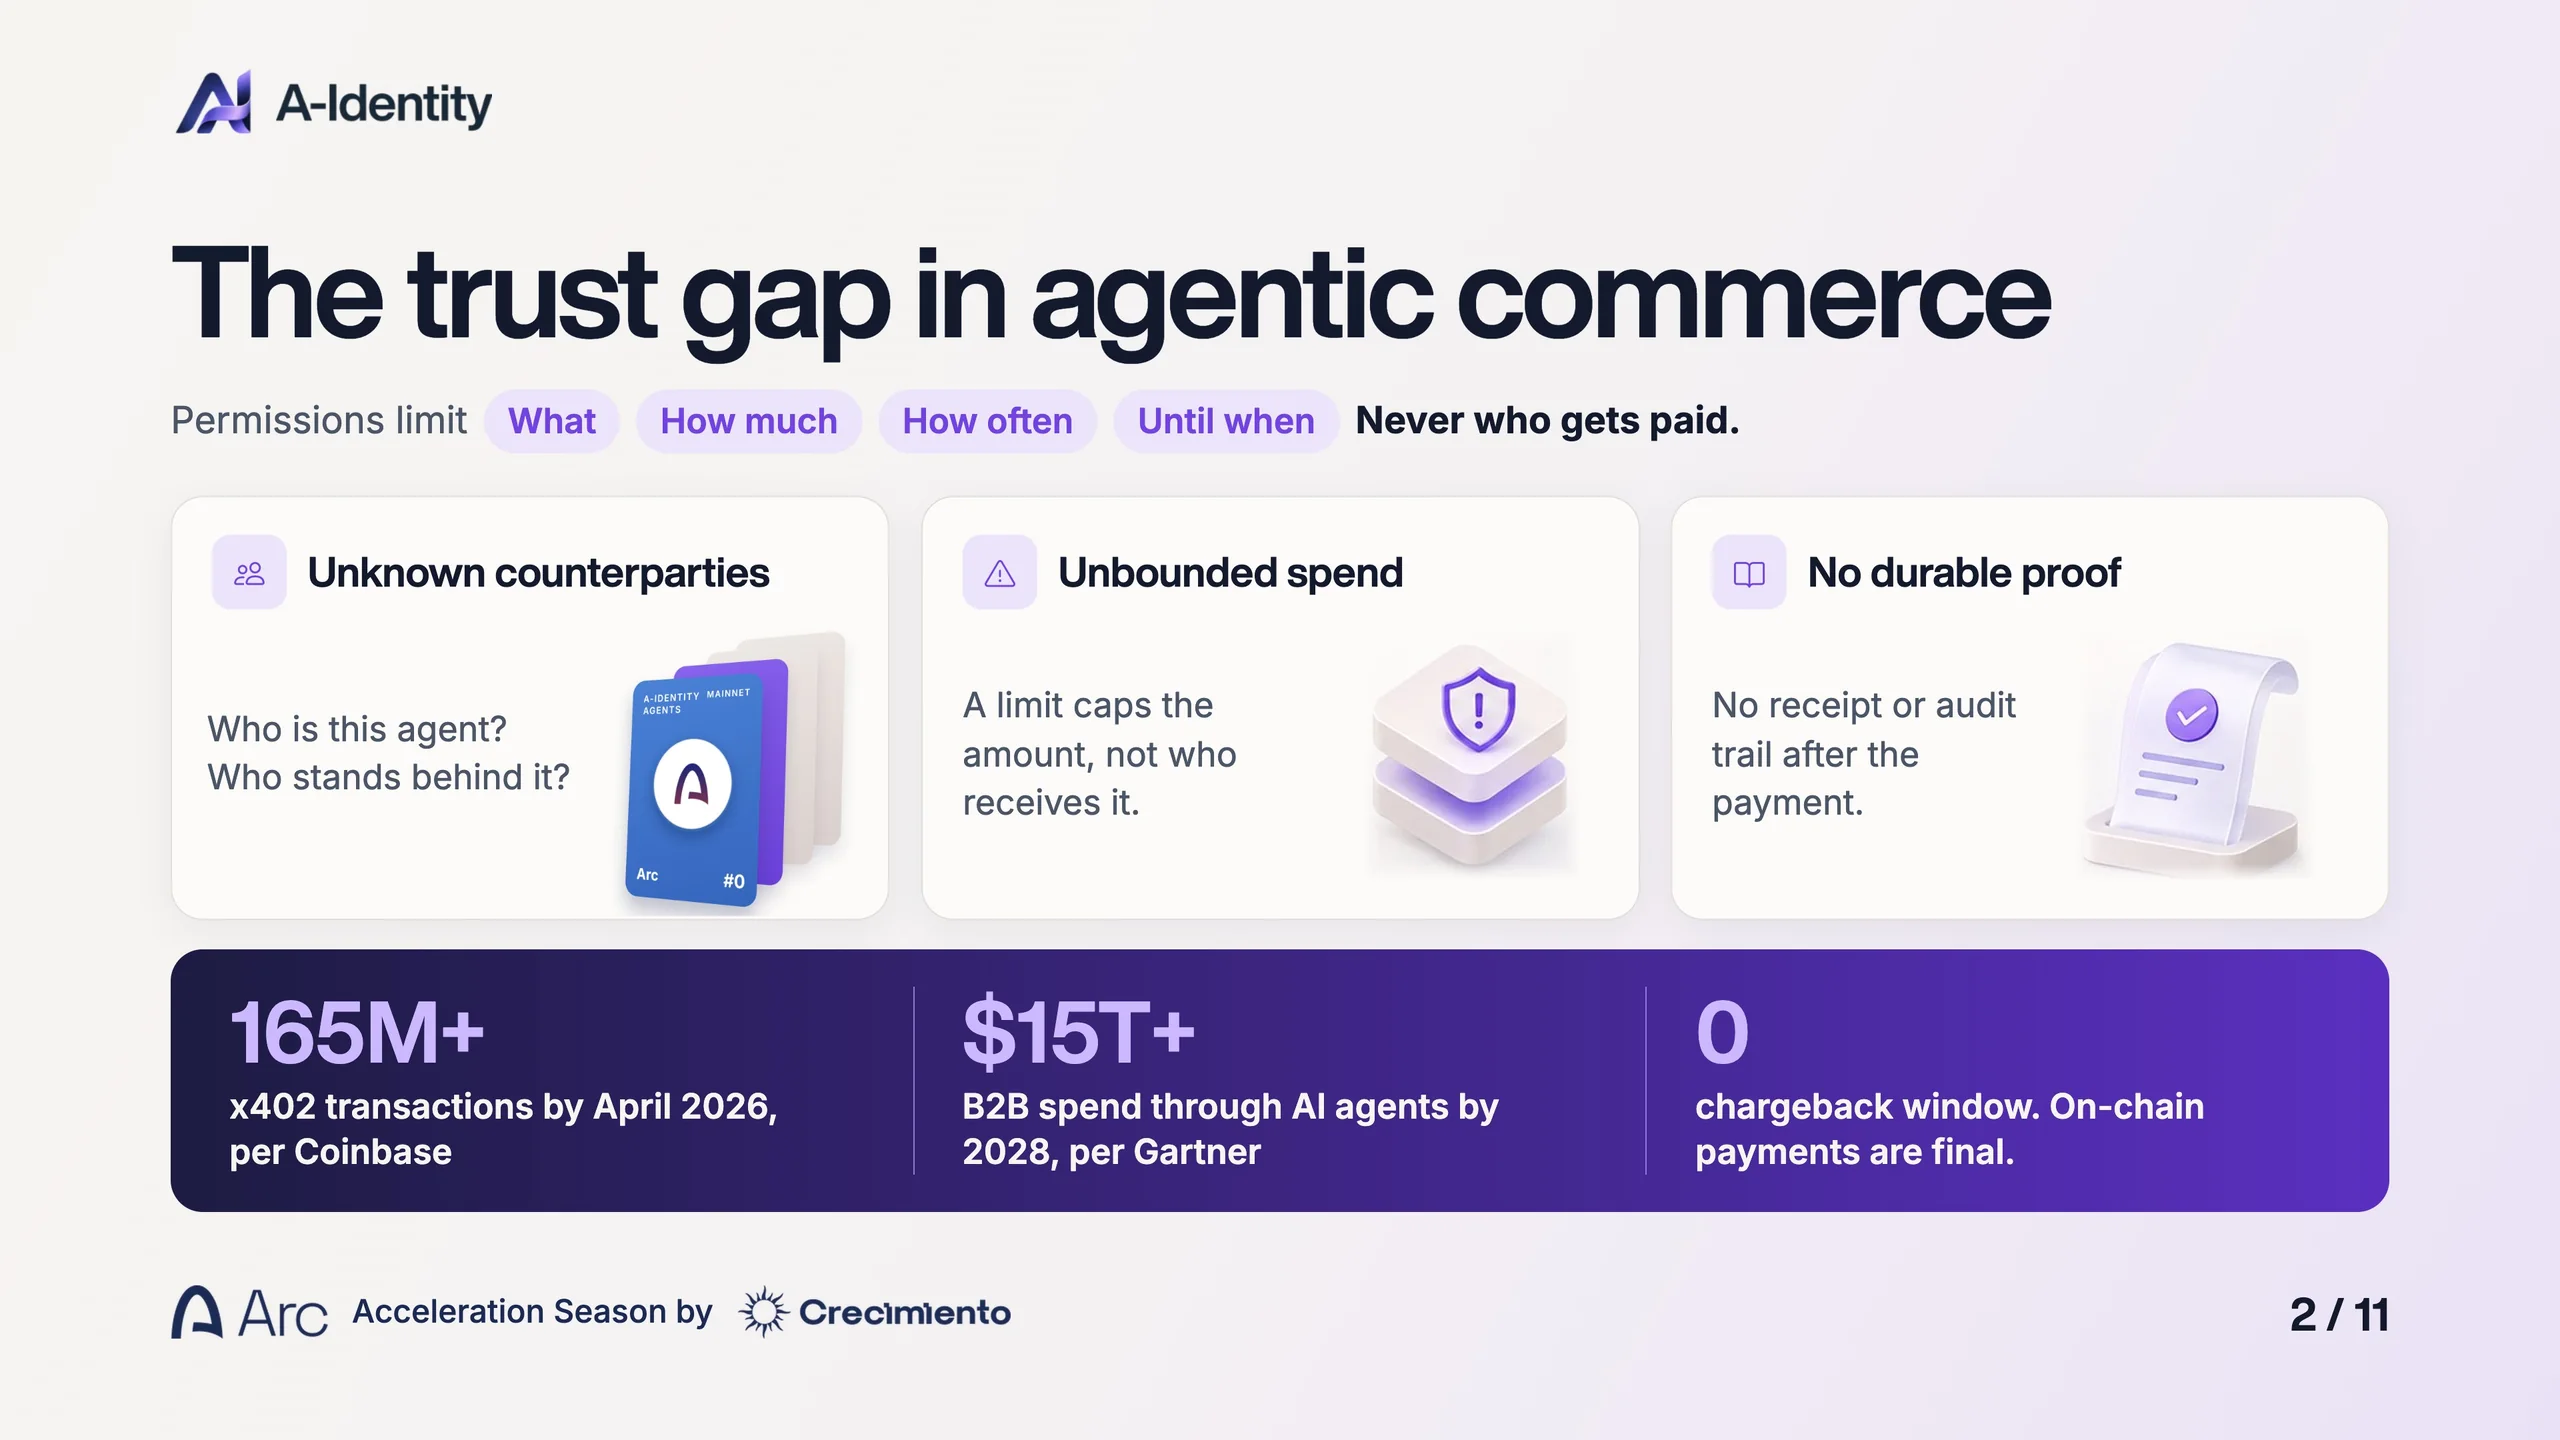 A-Identity
The trust gap in agentic commerce
Permissions limit What How much How often Until when Never who gets paid.
Unknown counterparties
Who is this agent?
Who stands behind it?
A-IDENTITY MAINNET
AGENTS
Arc #0
Unbounded spend
A limit caps the
amount, not who
receives it.
No durable proof
No receipt or audit
trail after the
payment.
165M+
x402 transactions by April 2026,
per Coinbase
$15T+
B2B spend through AI agents by
2028, per Gartner
0
chargeback window. On-chain
payments are final.
Arc Acceleration Season by Crecimiento
2 / 11